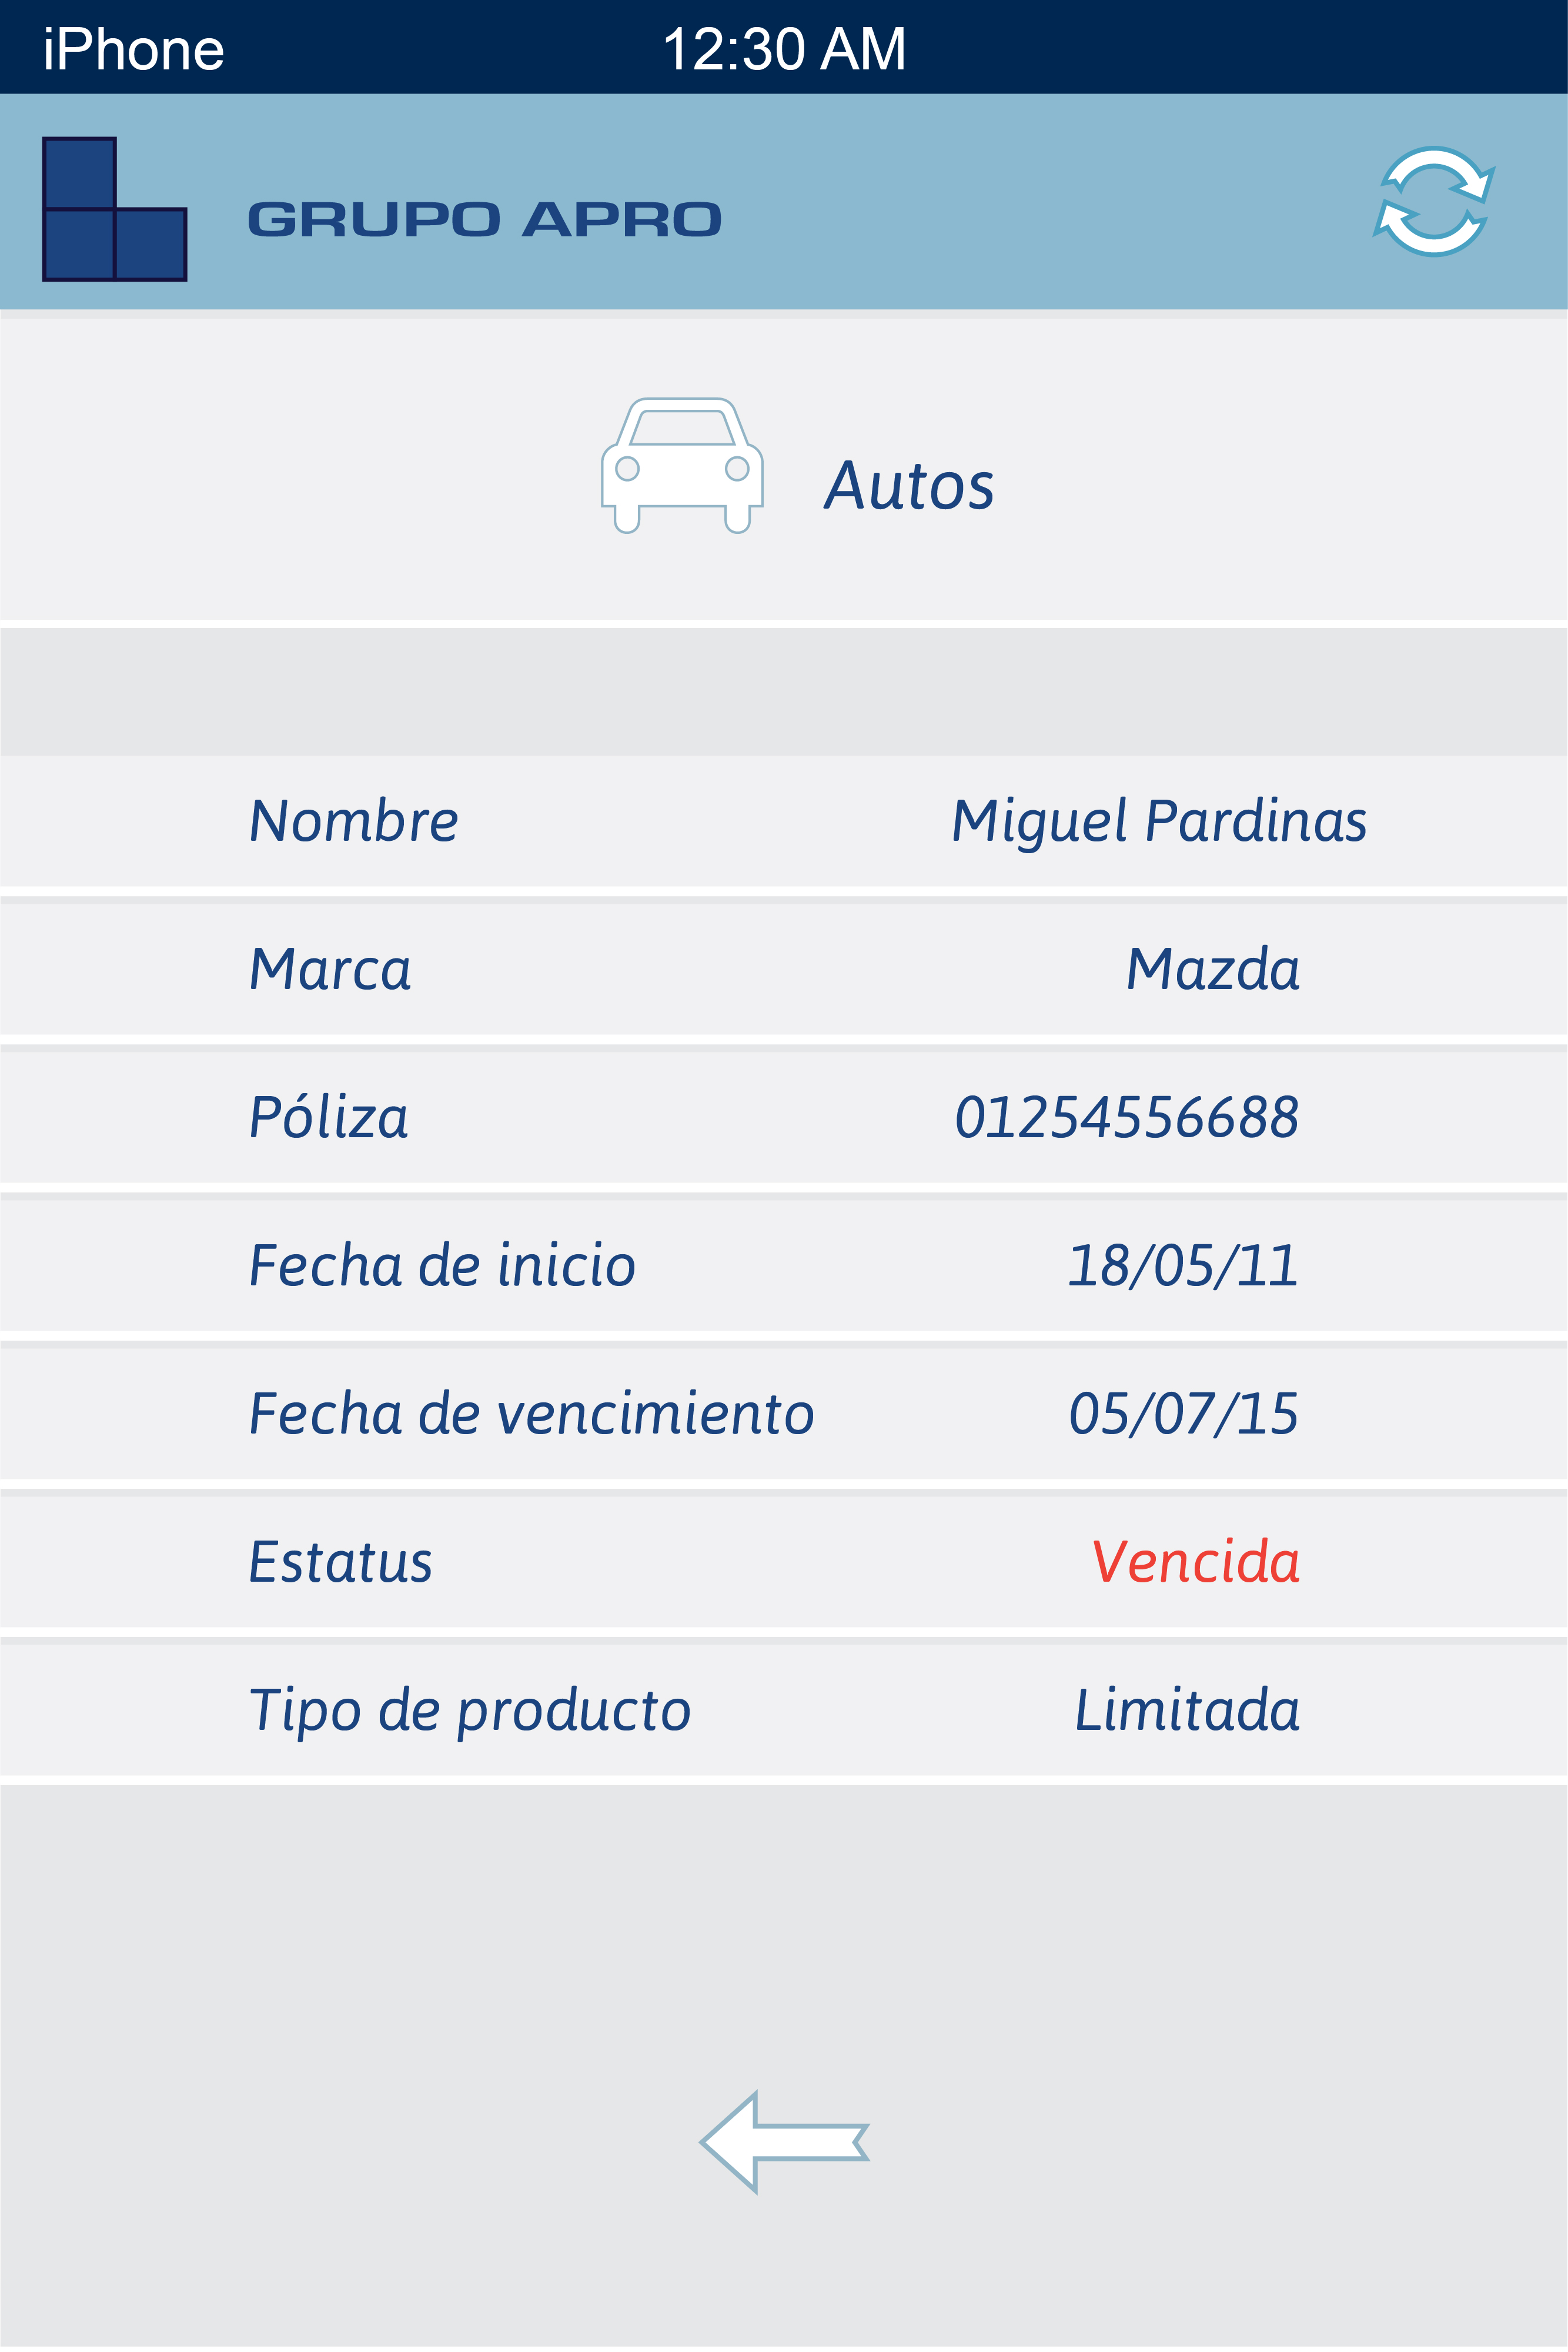 iPhone 12:30 AM
GRUPO APRO
Autos
Nombre Miguel Pardinas
Marca Mazda
Póliza 01254556688
Fecha de inicio 18/05/11
Fecha de vencimiento 05/07/15
Estatus Vencida
Tipo de producto Limitada